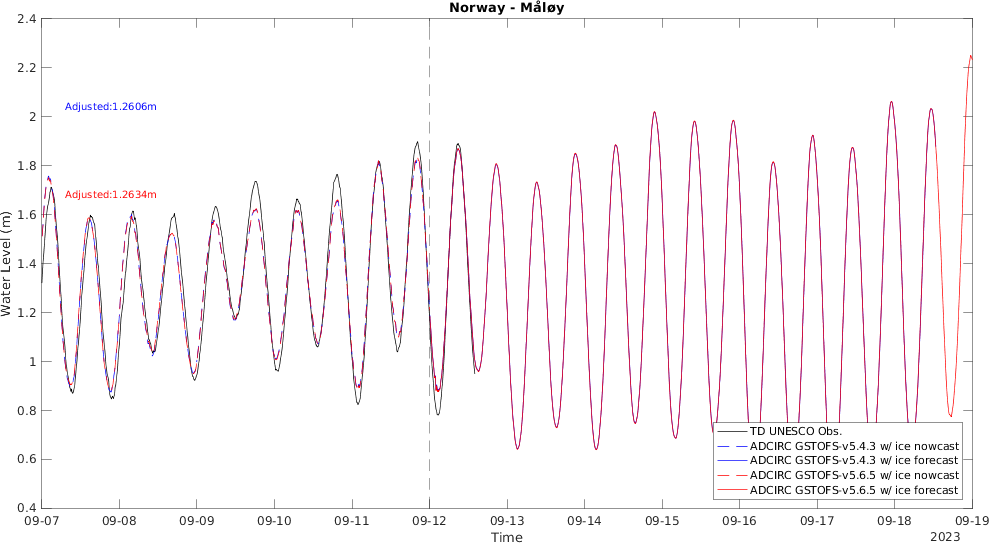 Norway - Måløy
2.4
2.2
2
1.8
1.6
1.4
1.2
1
0.8
0.6
0.4
Water Level (m)
Adjusted:1.2606m
Adjusted:1.2634m
TD UNESCO Obs.
ADCIRC GSTOFS-v5.4.3 w/ ice nowcast
ADCIRC GSTOFS-v5.4.3 w/ ice forecast
ADCIRC GSTOFS-v5.6.5 w/ ice nowcast
ADCIRC GSTOFS-v5.6.5 w/ ice forecast
09-07 09-08 09-09 09-10 09-11 09-12 09-13 09-14 09-15 09-16 09-17 09-18 09-19
Time
2023